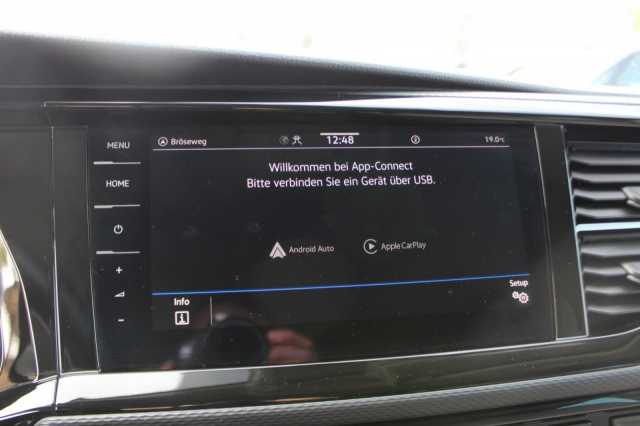 MENU
HOME
Bröseweg
12:48
19.0°C
Willkommen bei App-Connect
Bitte verbinden Sie ein Gerät über USB.
Android Auto
Apple CarPlay
Info
Setup